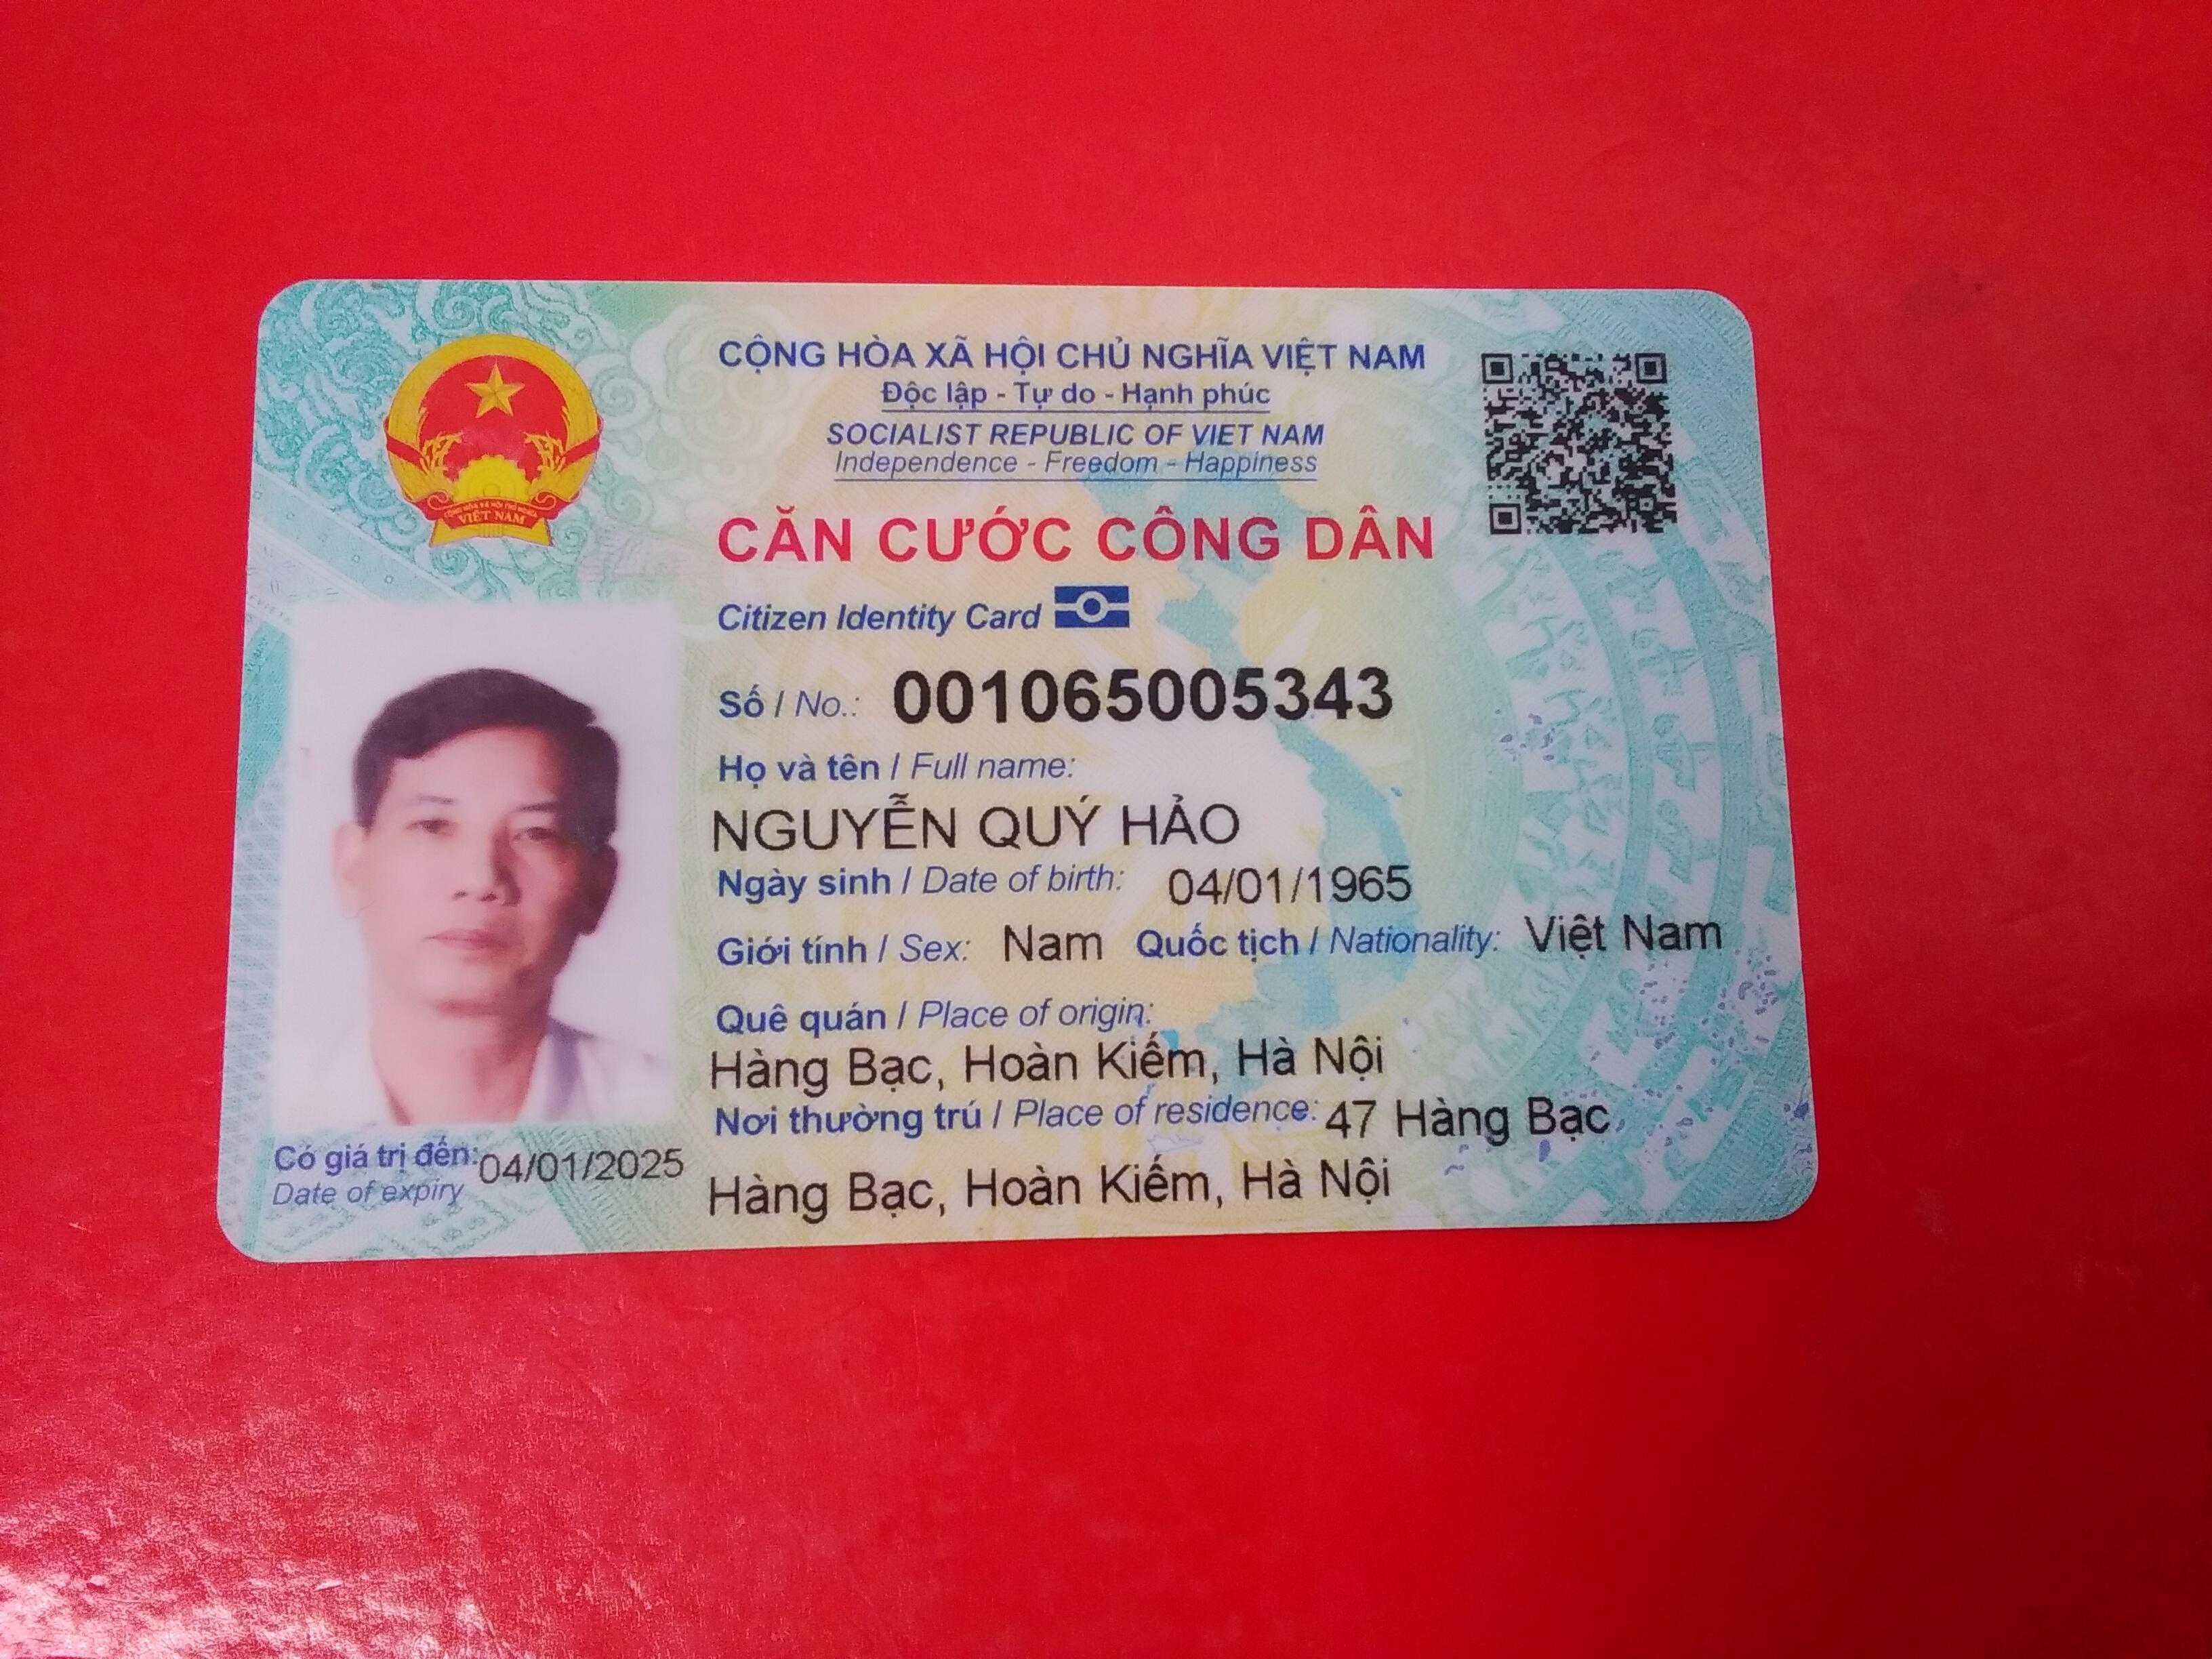 CỘNG HÒA XÃ HỘI CHỦ NGHĨA VIỆT NAM
Độc lập - Tự do - Hạnh phúc
SOCIALIST REPUBLIC OF VIET NAM
Independence - Freedom - Happiness
CĂN CƯỚC CÔNG DÂN
Citizen Identity Card
VIỆT NAM
Số / No.: 001065005343
Họ và tên / Full name:
NGUYỄN QUÝ HẢO
Ngày sinh / Date of birth: 04/01/1965
Giới tính / Sex: Nam Quốc tịch / Nationality: Việt Nam
Quê quán / Place of origin:
Hàng Bạc, Hoàn Kiếm, Hà Nội
Nơi thường trú / Place of residence: 47 Hàng Bạc
Hàng Bạc, Hoàn Kiếm, Hà Nội
Có giá trị đến: 04/01/2025
Date of expiry